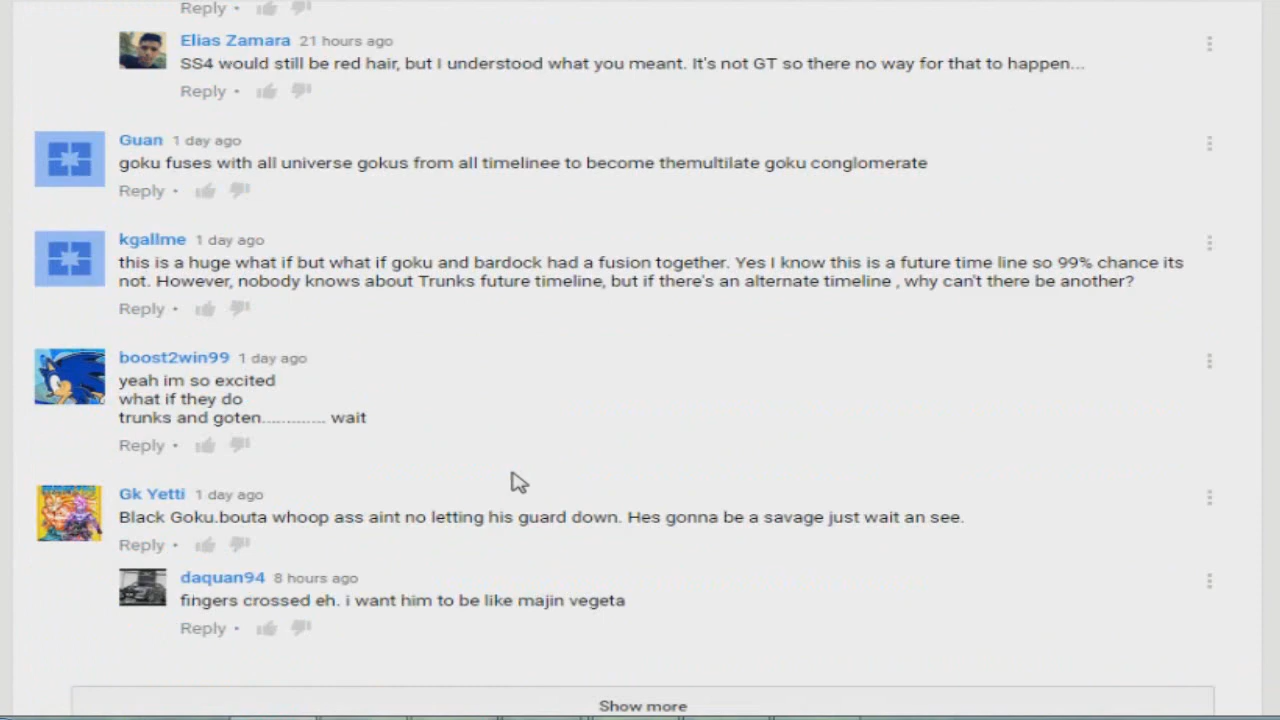 Reply •
Elias Zamara 21 hours ago
SS4 would still be red hair, but I understood what you meant. It's not GT so there no way for that to happen...
Reply •
Guan 1 day ago
goku fuses with all universe gokus from all timelinee to become themultilate goku conglomerate
Reply •
kgallme 1 day ago
this is a huge what if but what if goku and bardock had a fusion together. Yes I know this is a future time line so 99% chance its
not. However, nobody knows about Trunks future timeline, but if there's an alternate timeline , why can't there be another?
Reply •
boost2win99 1 day ago
yeah im so excited
what if they do
trunks and goten............. wait
Reply •
Gk Yetti 1 day ago
Black Goku.bouta whoop ass aint no letting his guard down. Hes gonna be a savage just wait an see.
Reply •
daquan94 8 hours ago
fingers crossed eh. i want him to be like majin vegeta
Reply •
Show more